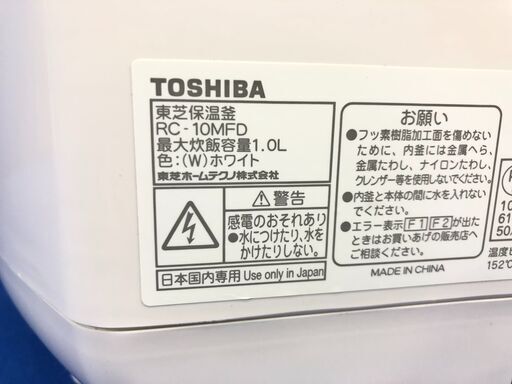 TOSHIBA
東芝保温釜
RC-10MFD
最大炊飯容量1.0L
色:(W)ホワイト
東芝ホームテクノ株式会社
警告
感電のおそれあり
●水につけたり、水を
かけたりしない。
日本国内専用 Use only in Japan
お願い
●フッ素樹脂加工面を傷めない
ために、内釜には金属へら、
金属たわし、ナイロンたわし、
クレンザー等を使用しないでください。
●内釜と本体の間に水を入れない
でください。
●エラー表示 F1 F2 が出た
ときはお買いあげの販売店へ
ご相談ください。
MADE IN CHINA
10
61
50
温度ヒ
152℃